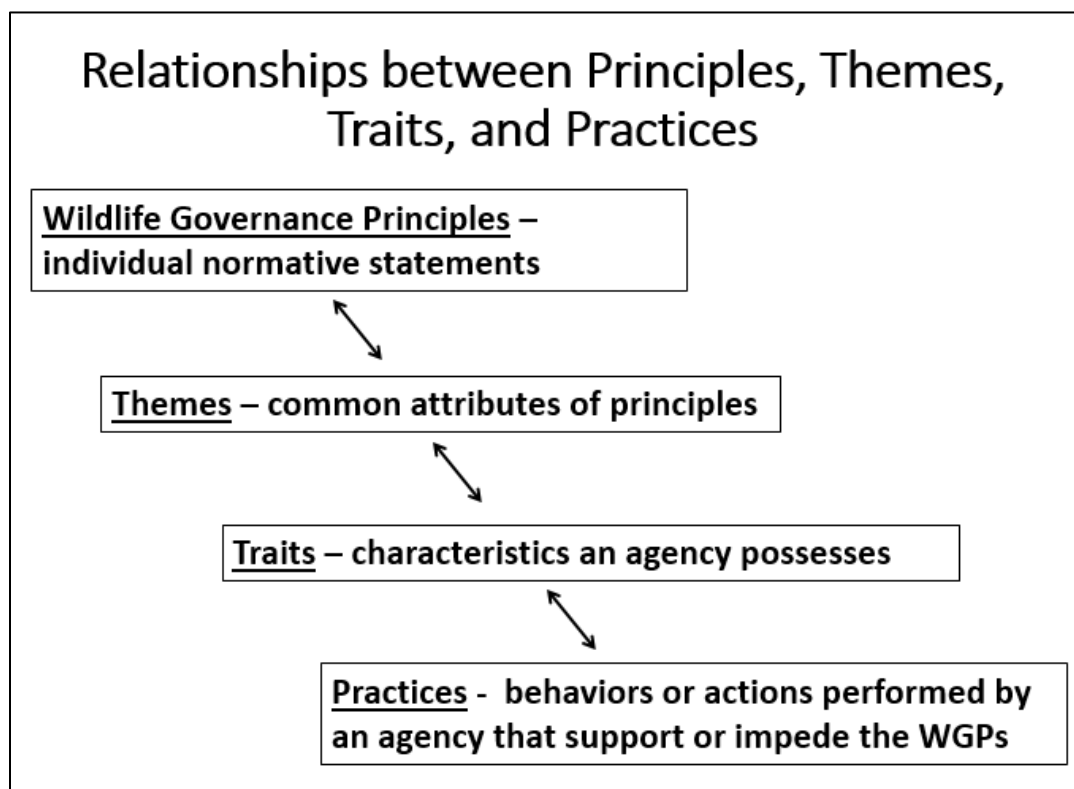 Relationships between Principles, Themes,
Traits, and Practices
Wildlife Governance Principles –
individual normative statements
Themes – common attributes of principles
Traits – characteristics an agency possesses
Practices -  behaviors or actions performed by
an agency that support or impede the WGPs